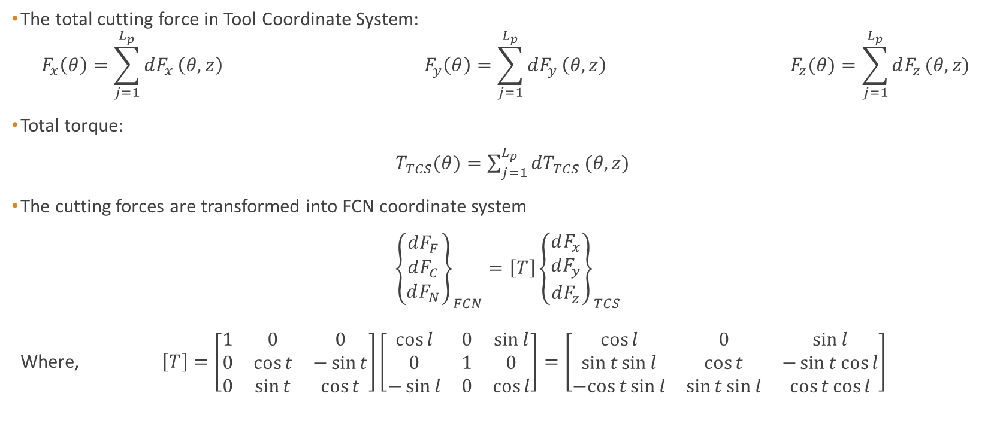 •The total cutting force in Tool Coordinate System:
$F_x(\theta) = \sum_{j=1}^{L_p} dF_x\,(\theta, z)$ $F_y(\theta) = \sum_{j=1}^{L_p} dF_y\,(\theta, z)$ $F_z(\theta) = \sum_{j=1}^{L_p} dF_z\,(\theta, z)$
•Total torque:
$T_{TCS}(\theta) = \sum_{j=1}^{L_p} dT_{TCS}\,(\theta, z)$
•The cutting forces are transformed into FCN coordinate system
$\begin{Bmatrix} dF_F \\ dF_C \\ dF_N \end{Bmatrix}_{FCN} = [T] \begin{Bmatrix} dF_x \\ dF_y \\ dF_z \end{Bmatrix}_{TCS}$
Where, $[T] = \begin{bmatrix} 1 & 0 & 0 \\ 0 & \cos t & -\sin t \\ 0 & \sin t & \cos t \end{bmatrix} \begin{bmatrix} \cos l & 0 & \sin l \\ 0 & 1 & 0 \\ -\sin l & 0 & \cos l \end{bmatrix} = \begin{bmatrix} \cos l & 0 & \sin l \\ \sin t \sin l & \cos t & -\sin t \cos l \\ -\cos t \sin l & \sin t \sin l & \cos t \cos l \end{bmatrix}$